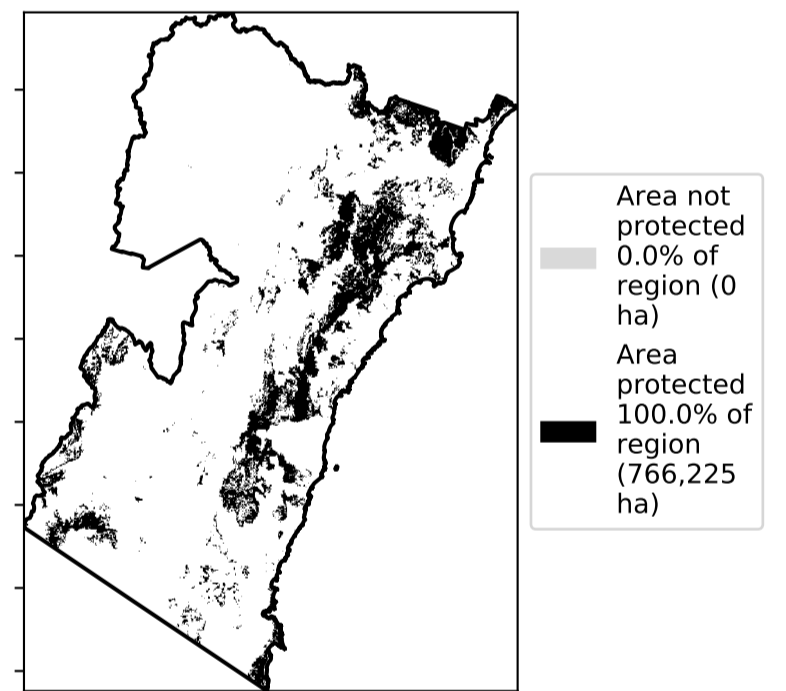 Area not
protected
0.0% of
region (0
ha)
Area
protected
100.0% of
region
(766,225
ha)